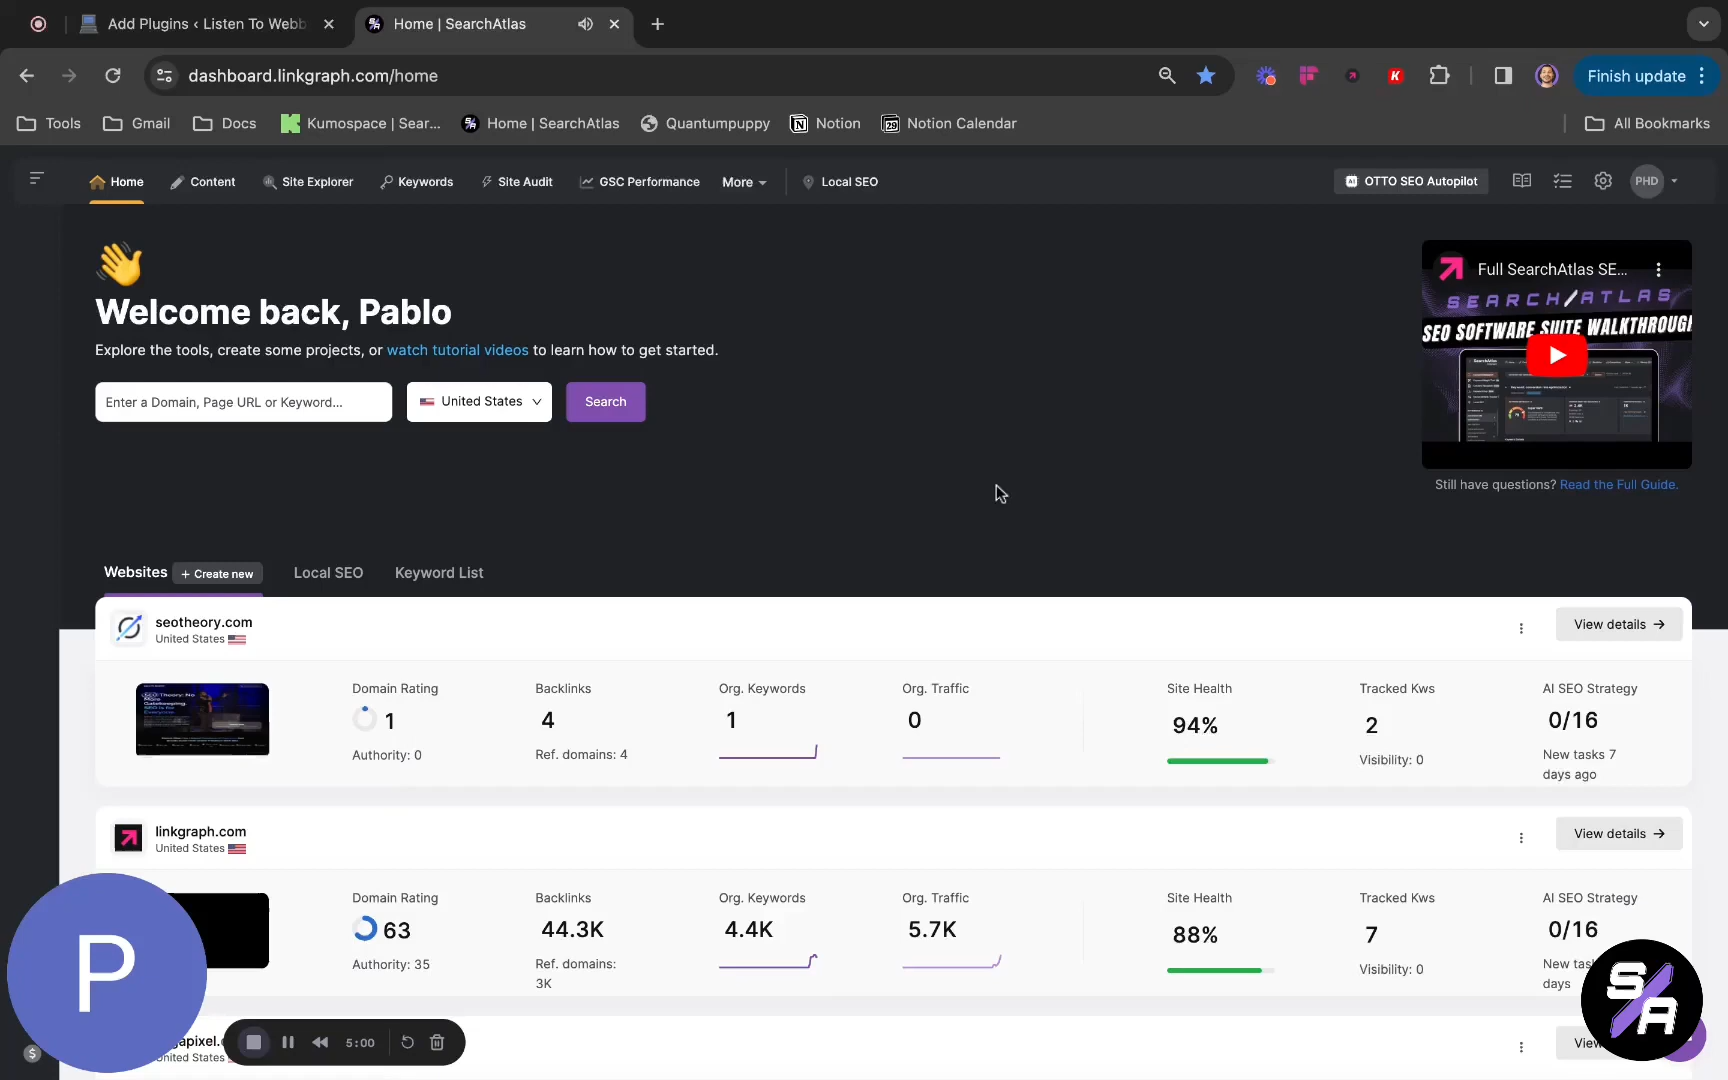 Add Plugins ‹ Listen To Webb
Home | SearchAtlas
dashboard.linkgraph.com/home
Finish update
Tools
Gmail
Docs
Kumospace | Sear...
Home | SearchAtlas
Quantumpuppy
Notion
Notion Calendar
All Bookmarks
Home
Content
Site Explorer
Keywords
Site Audit
GSC Performance
More
Local SEO
OTTO SEO Autopilot
PHD
Welcome back, Pablo
Explore the tools, create some projects, or watch tutorial videos to learn how to get started.
Enter a Domain, Page URL or Keyword...
United States
Search
Full SearchAtlas SE...
SEARCH/ATLAS
SEO SOFTWARE SUITE WALKTHROUGH
Still have questions? Read the Full Guide.
Websites
+ Create new
Local SEO
Keyword List
seotheory.com
United States
View details →
Domain Rating
1
Authority: 0
Backlinks
4
Ref. domains: 4
Org. Keywords
1
Org. Traffic
0
Site Health
94%
Tracked Kws
2
Visibility: 0
AI SEO Strategy
0/16
New tasks 7
days ago
linkgraph.com
United States
View details →
Domain Rating
63
Authority: 35
Backlinks
44.3K
Ref. domains:
3K
Org. Keywords
4.4K
Org. Traffic
5.7K
Site Health
88%
Tracked Kws
7
Visibility: 0
AI SEO Strategy
0/16
New
days
P
United States
5:00
S/A